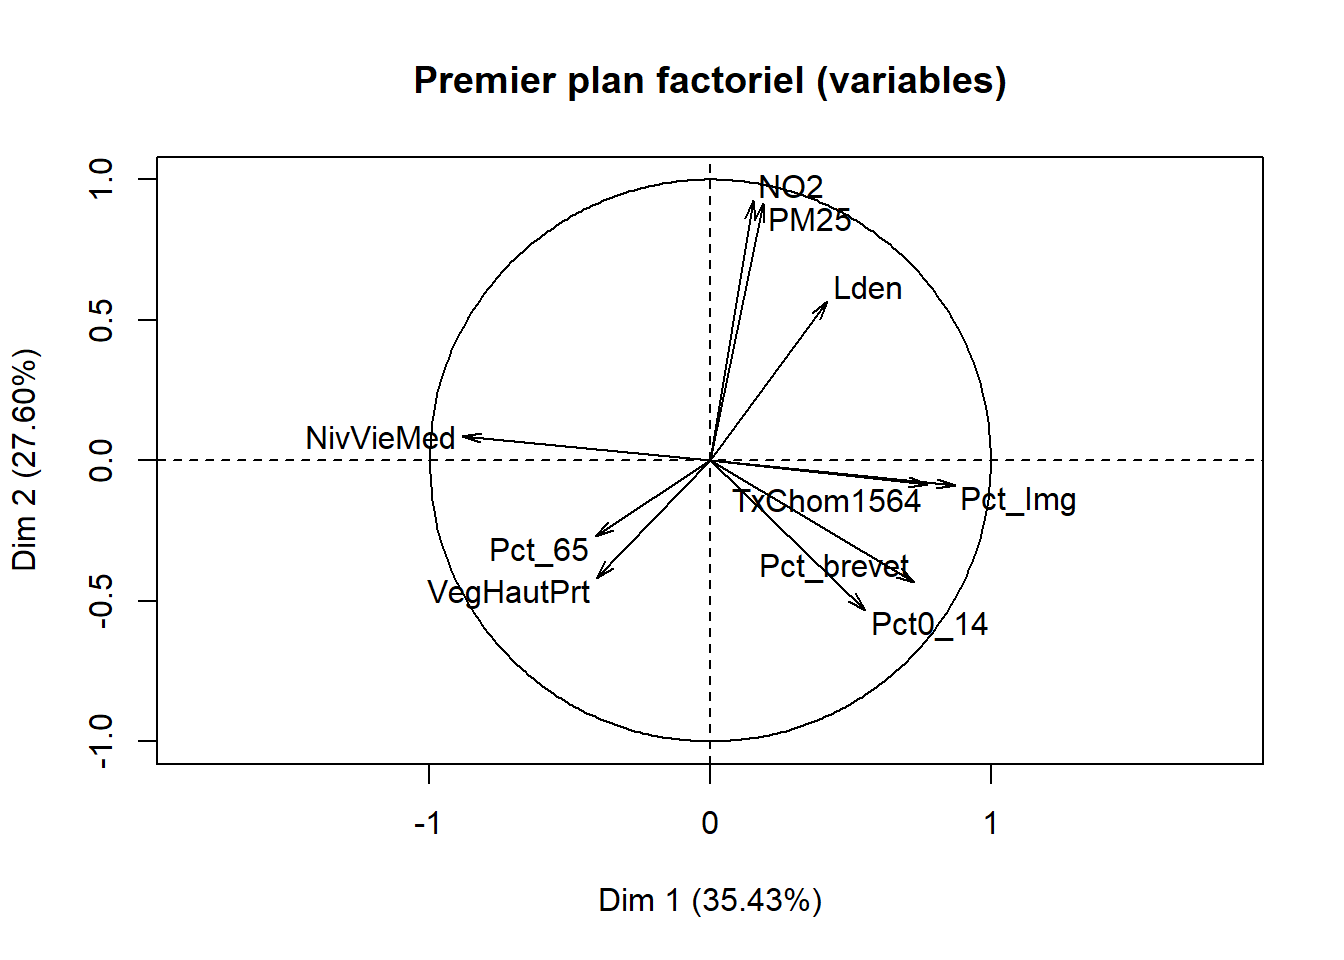 Premier plan factoriel (variables)
1.0
0.5
0.0
-0.5
-1.0
Dim 2 (27.60%)
NO2
PM25
Lden
NivVieMed
TxChom1564
Pct_Img
Pct_65
Pct_brevet
VegHautPrt
Pct0_14
-1
0
1
Dim 1 (35.43%)